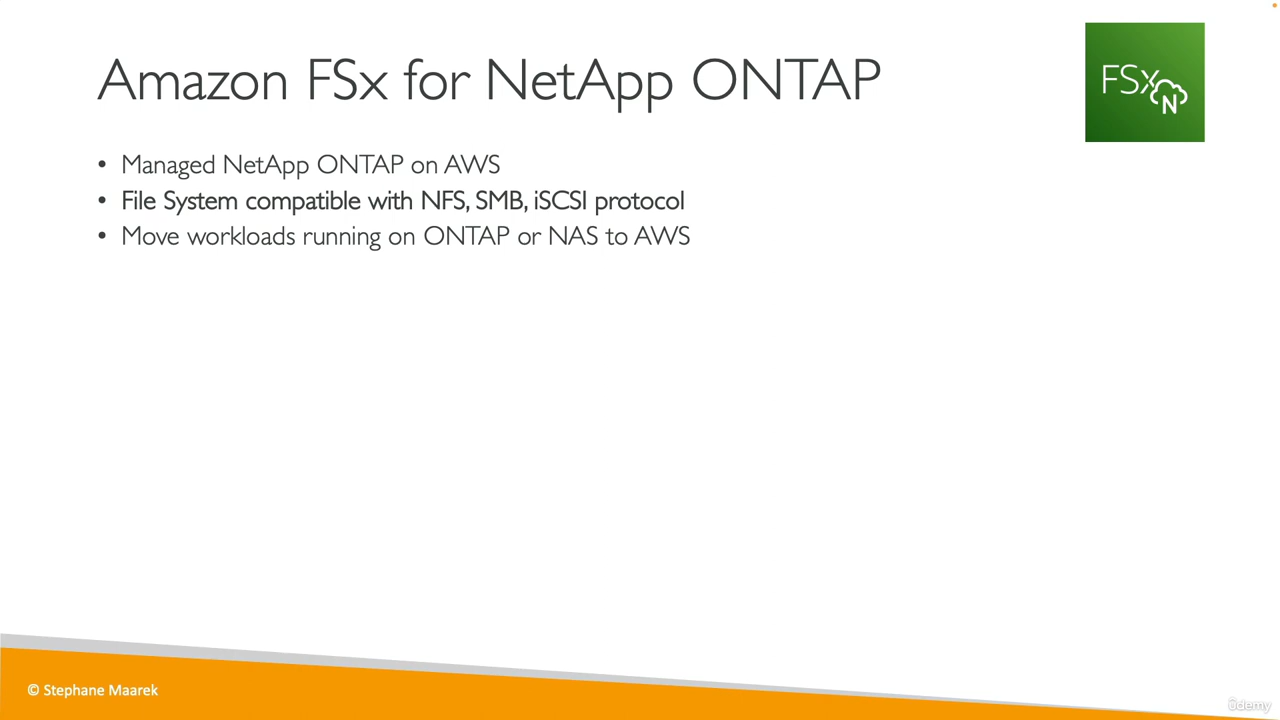 Amazon FSx for NetApp ONTAP
FSx
N
• Managed NetApp ONTAP on AWS
• File System compatible with NFS, SMB, iSCSI protocol
• Move workloads running on ONTAP or NAS to AWS
© Stephane Maarek
ûdemy